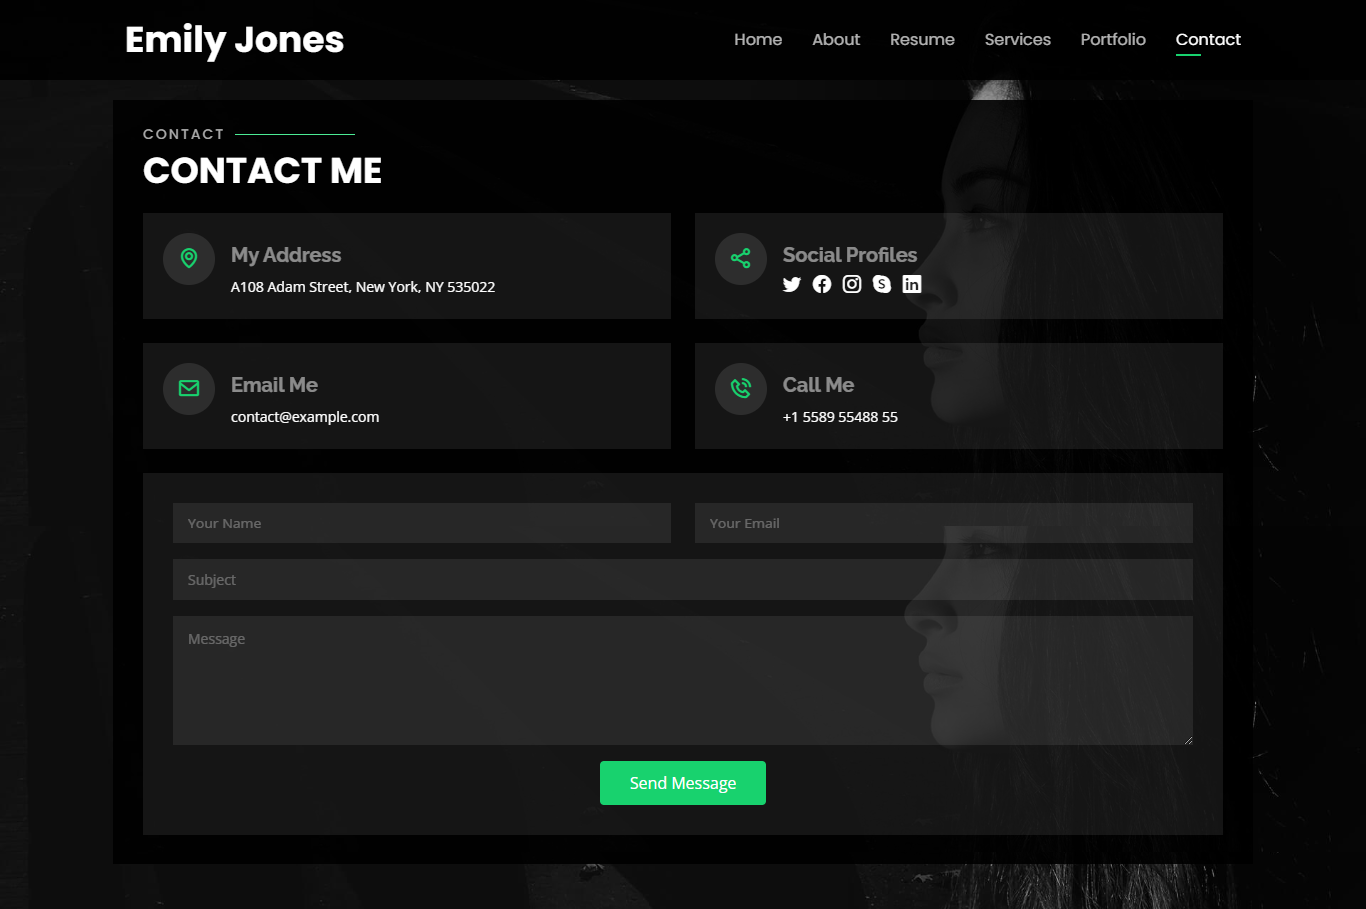 Emily Jones
Home About Resume Services Portfolio Contact
CONTACT
CONTACT ME
My Address
A108 Adam Street, New York, NY 535022
Social Profiles
Email Me
contact@example.com
Call Me
+1 5589 55488 55
Your Name
Your Email
Subject
Message
Send Message